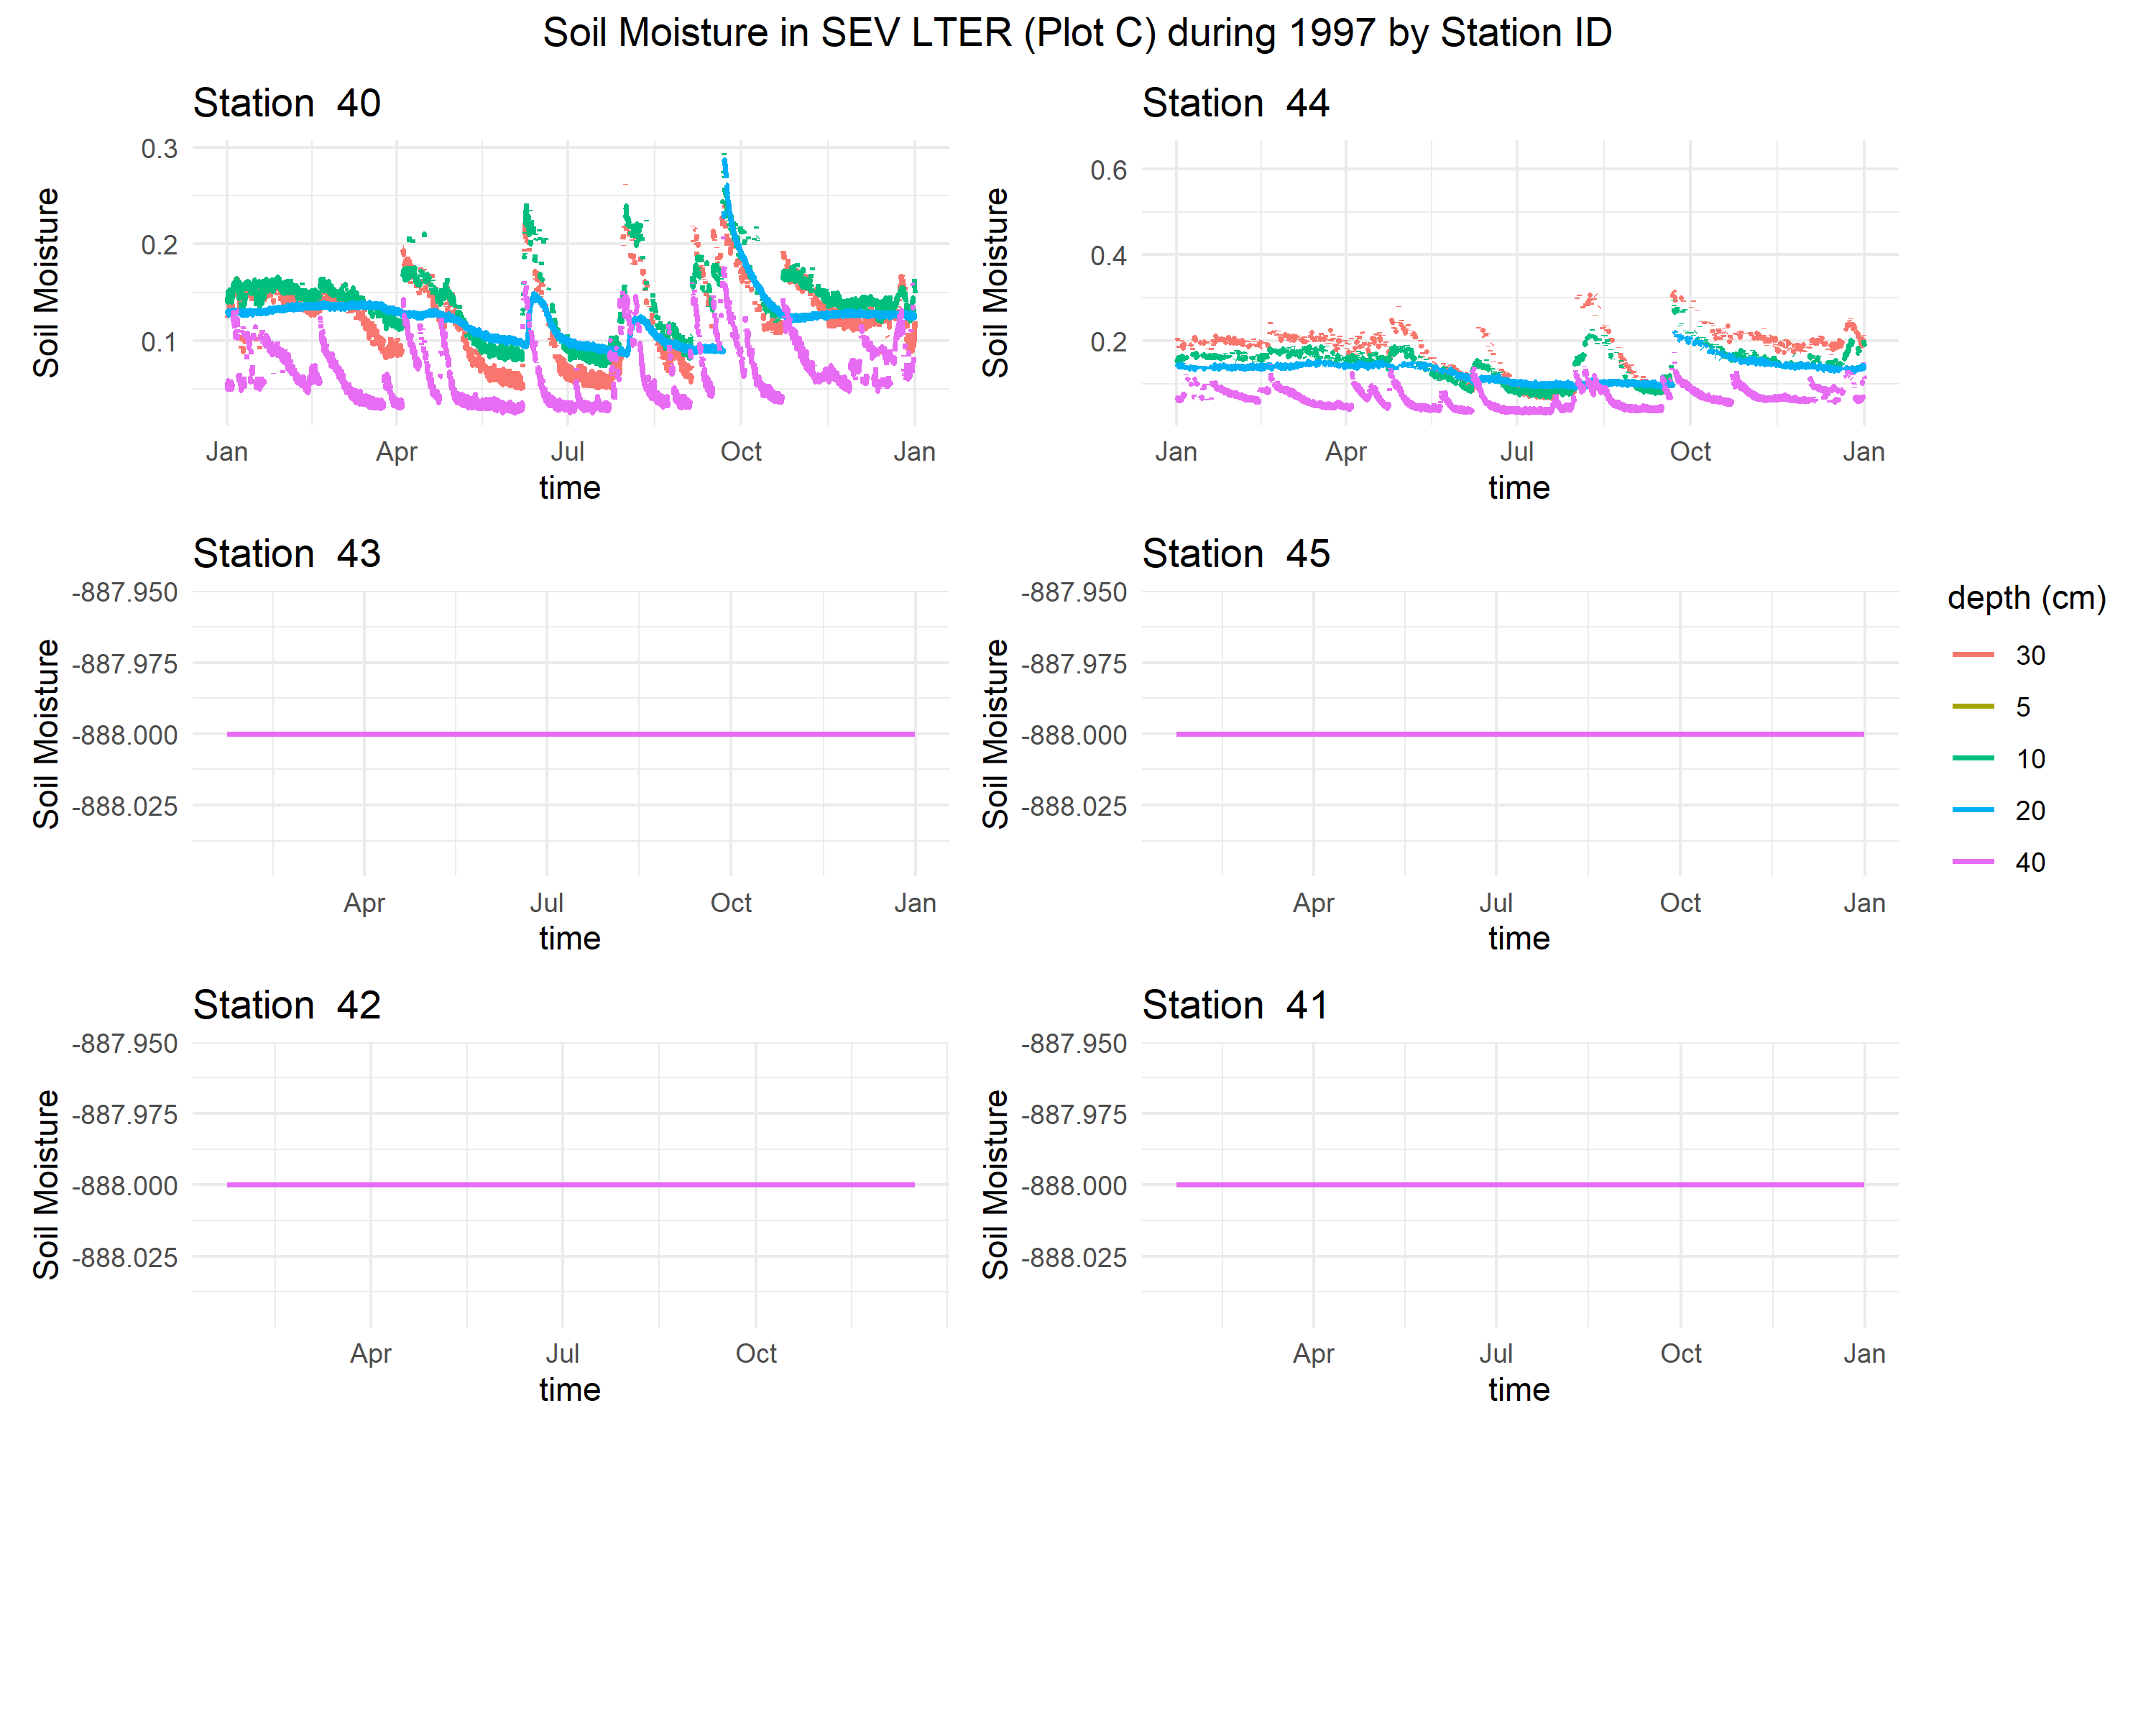 Soil Moisture in SEV LTER (Plot C) during 1997 by Station ID
Station 40
Soil Moisture
0.3
0.2
0.1
Jan Apr Jul Oct Jan
time
Station 44
Soil Moisture
0.6
0.4
0.2
Jan Apr Jul Oct Jan
time
Station 43
Soil Moisture
-887.950
-887.975
-888.000
-888.025
Apr Jul Oct Jan
time
Station 45
Soil Moisture
-887.950
-887.975
-888.000
-888.025
Apr Jul Oct Jan
time
depth (cm)
30
5
10
20
40
Station 42
Soil Moisture
-887.950
-887.975
-888.000
-888.025
Apr Jul Oct
time
Station 41
Soil Moisture
-887.950
-887.975
-888.000
-888.025
Apr Jul Oct Jan
time